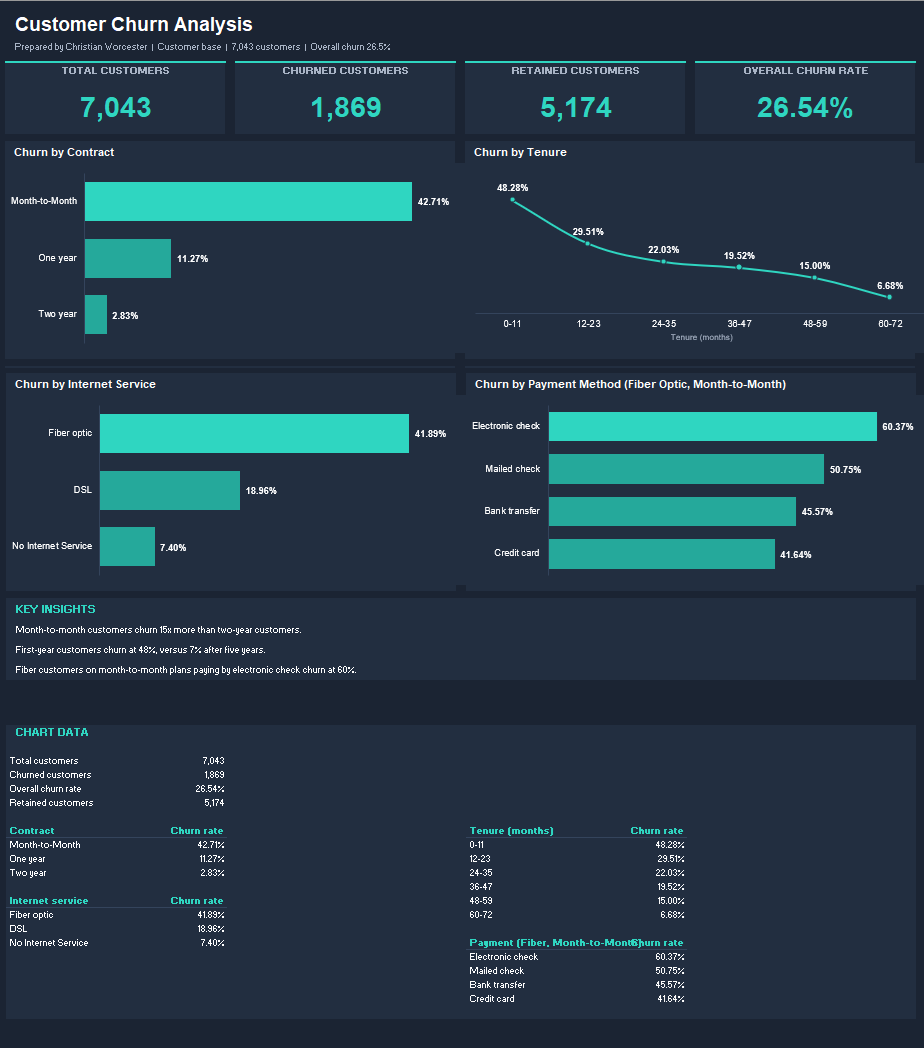 Customer Churn Analysis
Prepared by Christian Worcester | Customer base | 7,043 customers | Overall churn 26.5%
TOTAL CUSTOMERS
7,043
CHURNED CUSTOMERS
1,869
RETAINED CUSTOMERS
5,174
OVERALL CHURN RATE
26.54%
Churn by Contract
Month-to-Month 42.71%
One year 11.27%
Two year 2.83%
Churn by Tenure
48.28%
29.51%
22.03%
19.52%
15.00%
6.68%
0-11 12-23 24-35 36-47 48-59 60-72
Tenure (months)
Churn by Internet Service
Fiber optic 41.89%
DSL 18.96%
No Internet Service 7.40%
Churn by Payment Method (Fiber Optic, Month-to-Month)
Electronic check 60.37%
Mailed check 50.75%
Bank transfer 45.57%
Credit card 41.64%
KEY INSIGHTS
Month-to-month customers churn 15x more than two-year customers.
First-year customers churn at 48%, versus 7% after five years.
Fiber customers on month-to-month plans paying by electronic check churn at 60%.
CHART DATA
Total customers 7,043
Churned customers 1,869
Overall churn rate 26.54%
Retained customers 5,174
Contract Churn rate
Month-to-Month 42.71%
One year 11.27%
Two year 2.83%
Internet service Churn rate
Fiber optic 41.89%
DSL 18.96%
No Internet Service 7.40%
Tenure (months) Churn rate
0-11 48.28%
12-23 29.51%
24-35 22.03%
36-47 19.52%
48-59 15.00%
60-72 6.68%
Payment (Fiber, Month-to-Month) Churn rate
Electronic check 60.37%
Mailed check 50.75%
Bank transfer 45.57%
Credit card 41.64%